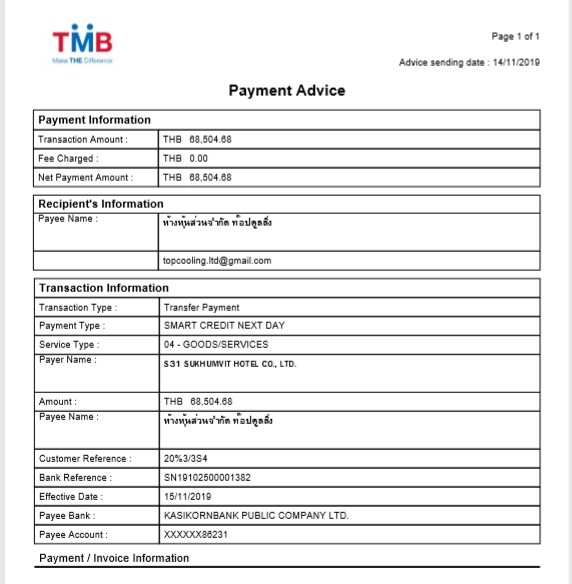 TMB
Make THE Difference
Page 1 of 1
Advice sending date : 14/11/2019
Payment Advice
Payment Information
Transaction Amount : THB 68,504.68
Fee Charged : THB 0.00
Net Payment Amount : THB 68,504.68
Recipient's Information
Payee Name : ห้างหุ้นส่วนจำกัด ท๊อปคูลลิ่ง
topcooling.ltd@gmail.com
Transaction Information
Transaction Type : Transfer Payment
Payment Type : SMART CREDIT NEXT DAY
Service Type : 04 - GOODS/SERVICES
Payer Name : S31 SUKHUMVIT HOTEL CO., LTD.
Amount : THB 68,504.68
Payee Name : ห้างหุ้นส่วนจำกัด ท๊อปคูลลิ่ง
Customer Reference : 20%3/3S4
Bank Reference : SN19102500001382
Effective Date : 15/11/2019
Payee Bank : KASIKORNBANK PUBLIC COMPANY LTD.
Payee Account : XXXXXX86231
Payment / Invoice Information